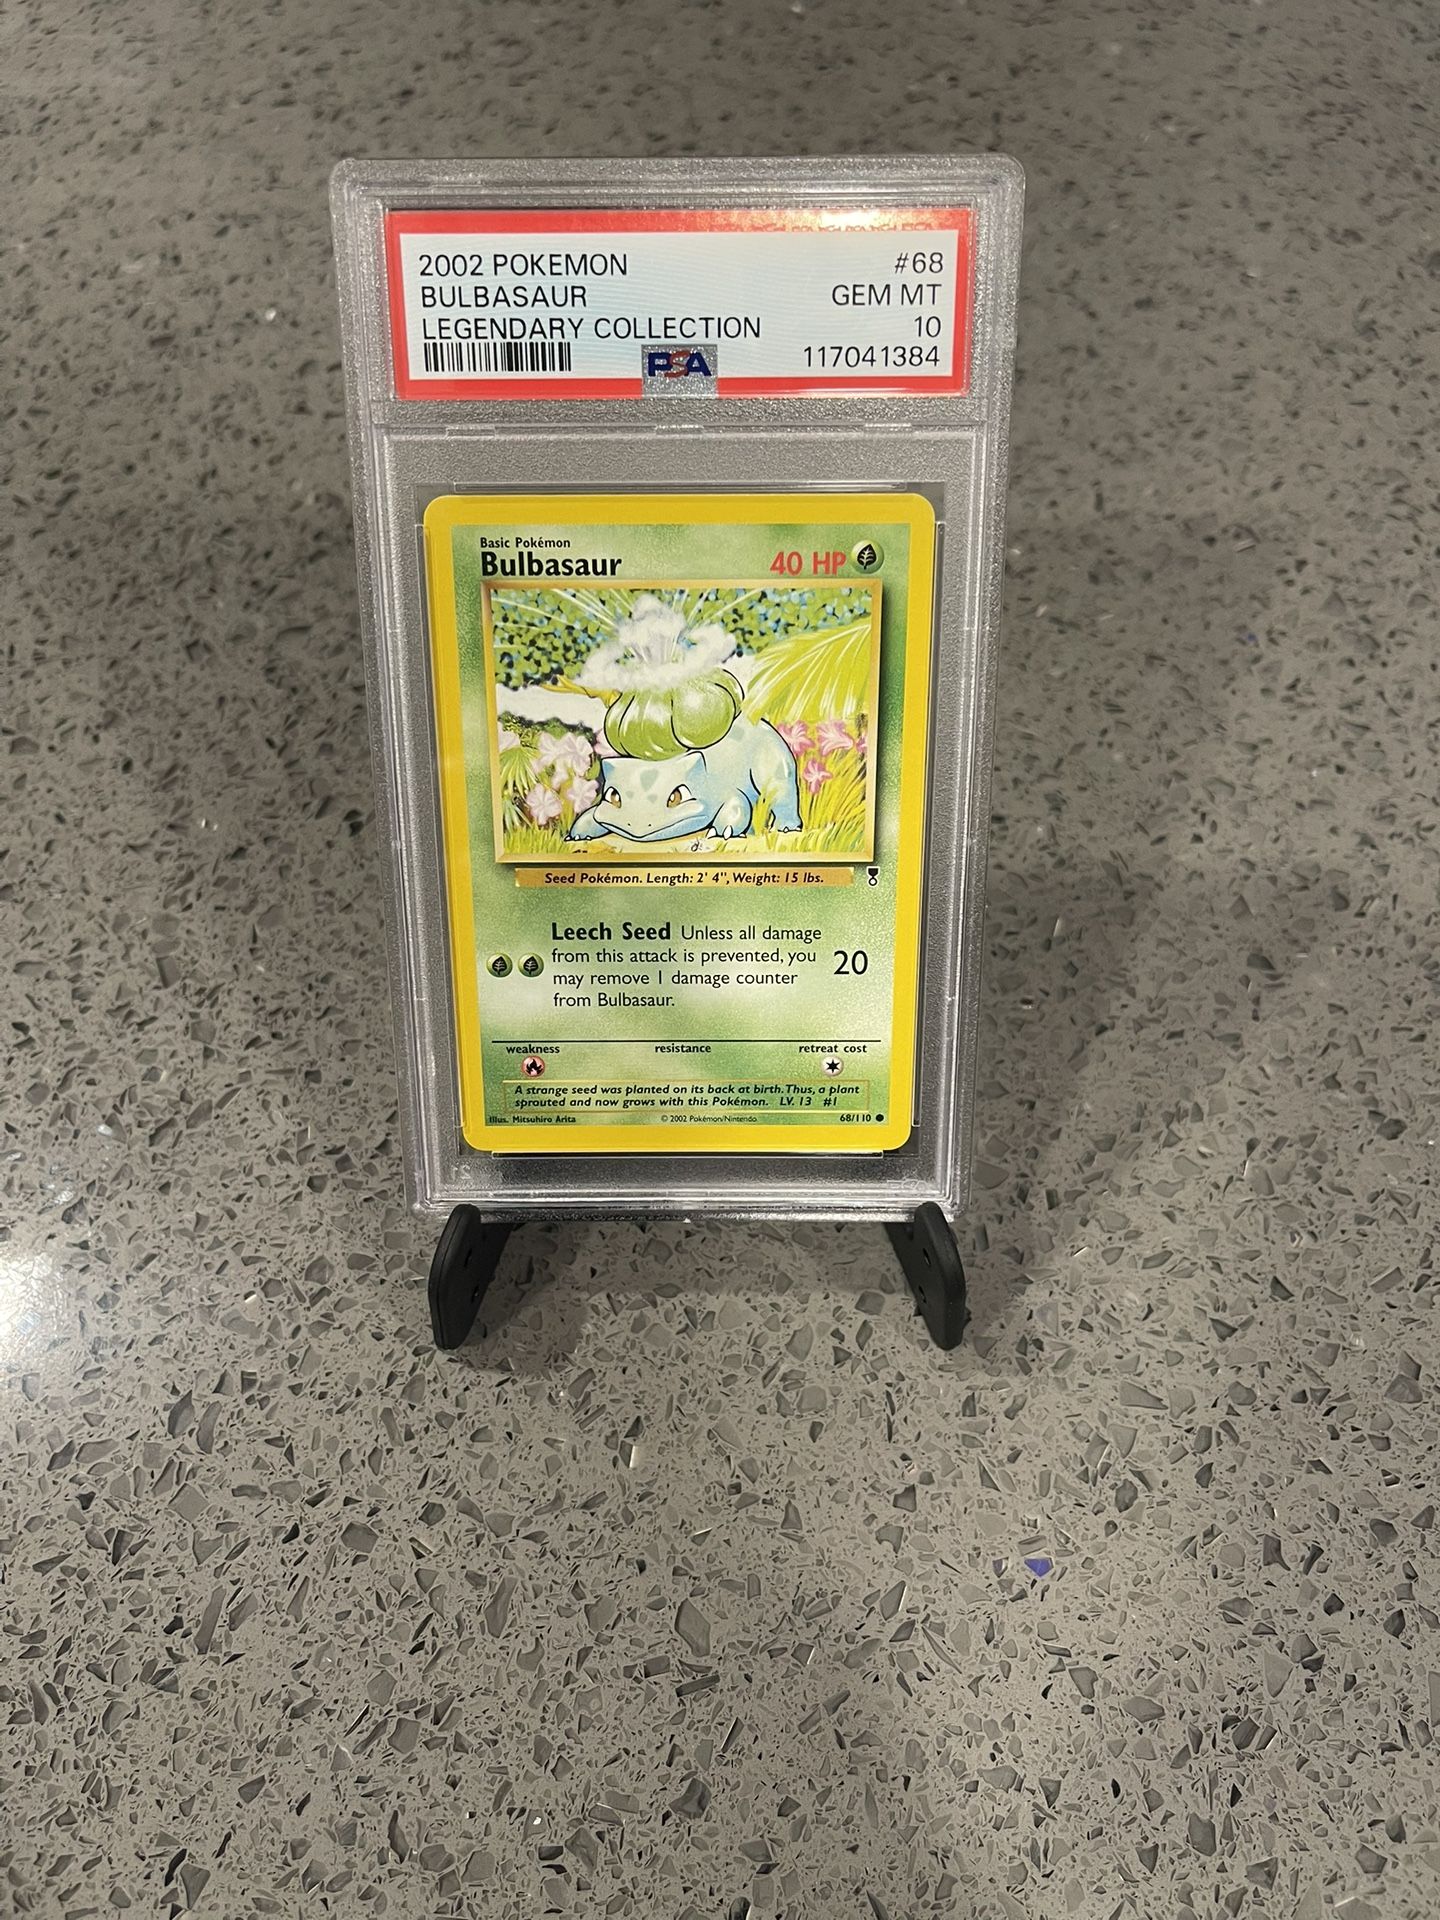 2002 POKEMON #68
BULBASAUR GEM MT
LEGENDARY COLLECTION 10
PSA 117041384
Basic Pokémon
Bulbasaur 40 HP
Seed Pokémon. Length: 2' 4", Weight: 15 lbs.
Leech Seed Unless all damage
from this attack is prevented, you
may remove 1 damage counter
from Bulbasaur.
20
weakness resistance retreat cost
A strange seed was planted on its back at birth. Thus, a plant
sprouted and now grows with this Pokémon. LV. 13 #1
Illus. Mitsuhiro Arita © 2002 Pokémon/Nintendo 68/110